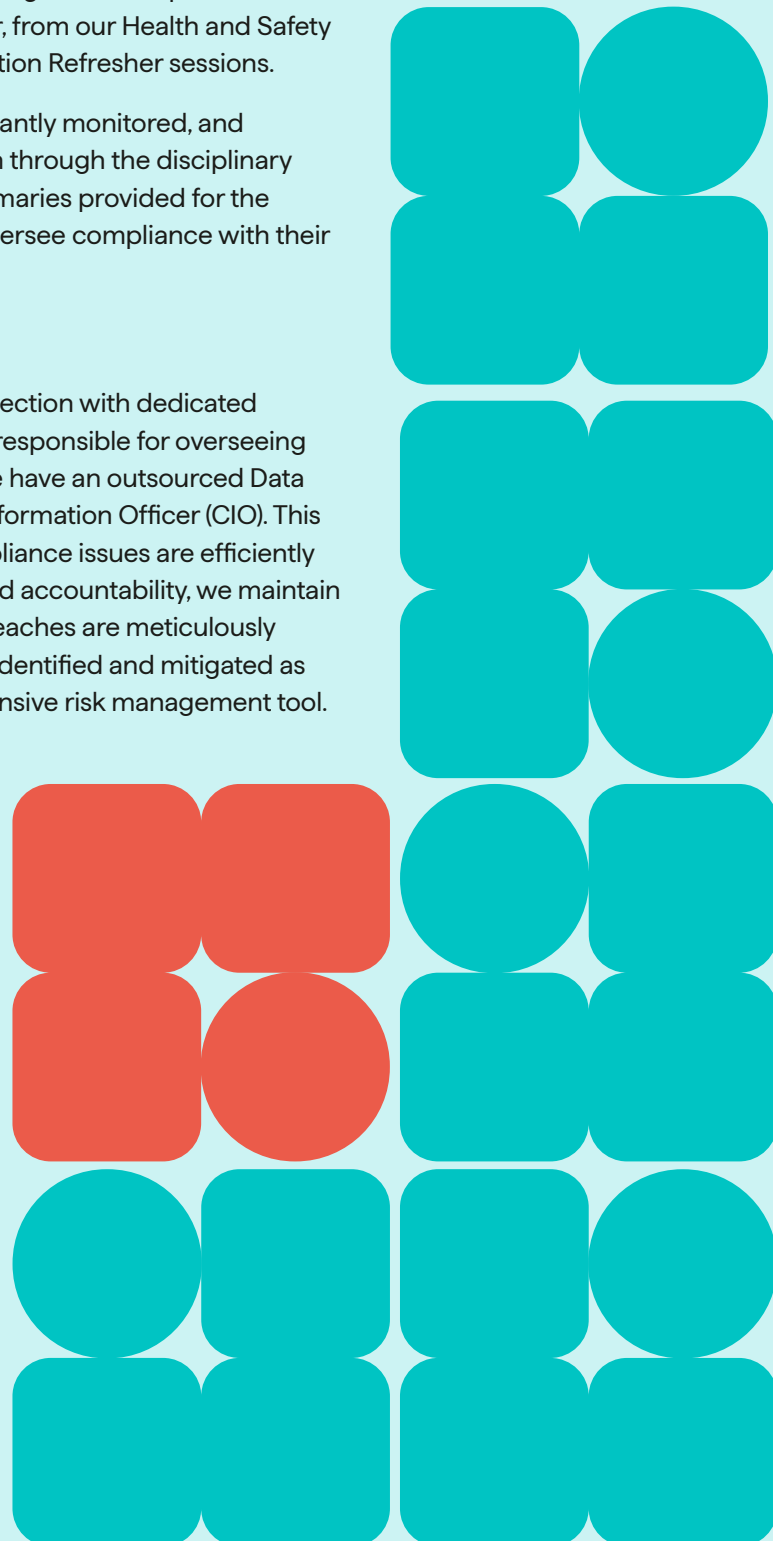 , from our Health and Safety
tion Refresher sessions.
antly monitored, and
through the disciplinary
maries provided for the
ersee compliance with their
ection with dedicated
responsible for overseeing
have an outsourced Data
formation Officer (CIO). This
pliance issues are efficiently
d accountability, we maintain
eaches are meticulously
dentified and mitigated as
nsive risk management tool.